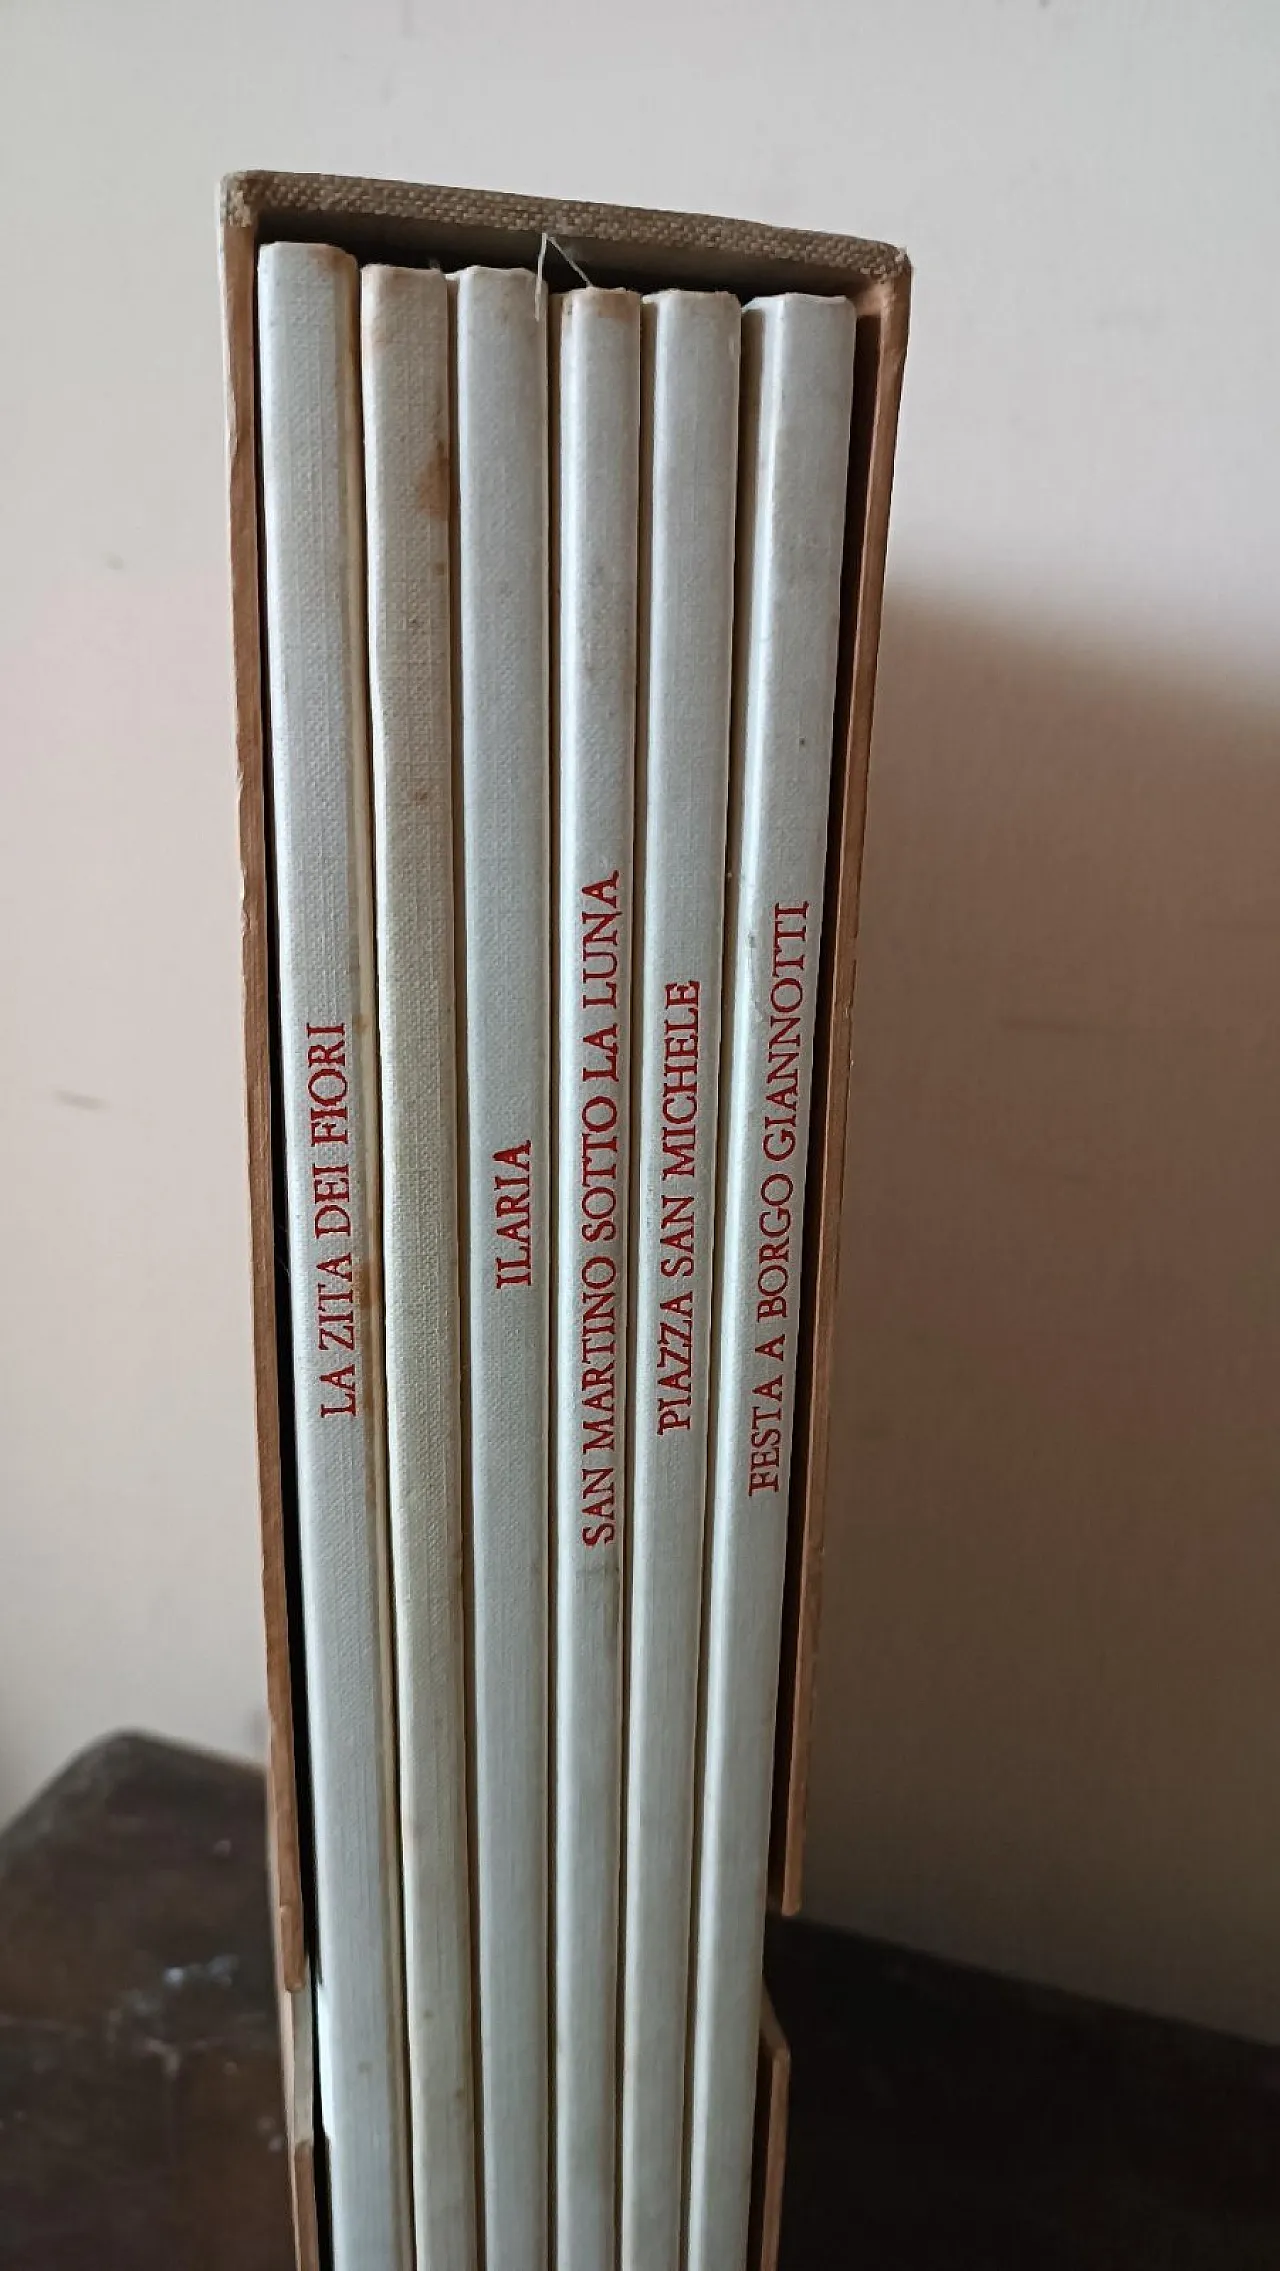 LA ZITA DEI FIORI
ILARIA
SAN MARTINO SOTTO LA LUNA
PIAZZA SAN MICHELE
FESTA A BORGO GIANNOTTI